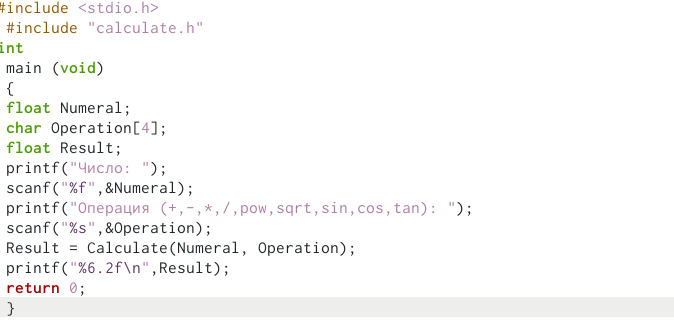 #include <stdio.h>
#include "calculate.h"
int
main (void)
{
float Numeral;
char Operation[4];
float Result;
printf("Число: ");
scanf("%f",&Numeral);
printf("Операция (+,-,*,/,pow,sqrt,sin,cos,tan): ");
scanf("%s",&Operation);
Result = Calculate(Numeral, Operation);
printf("%6.2f\n",Result);
return 0;
}